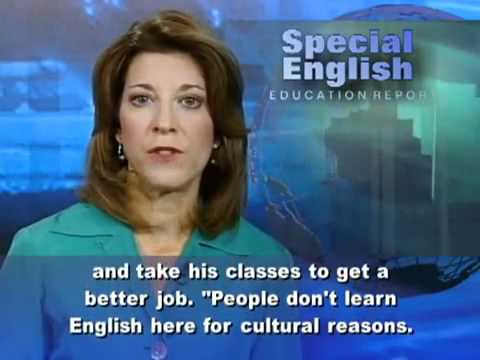 Special
English
EDUCATION REPORT
and take his classes to get a
better job. "People don't learn
English here for cultural reasons.